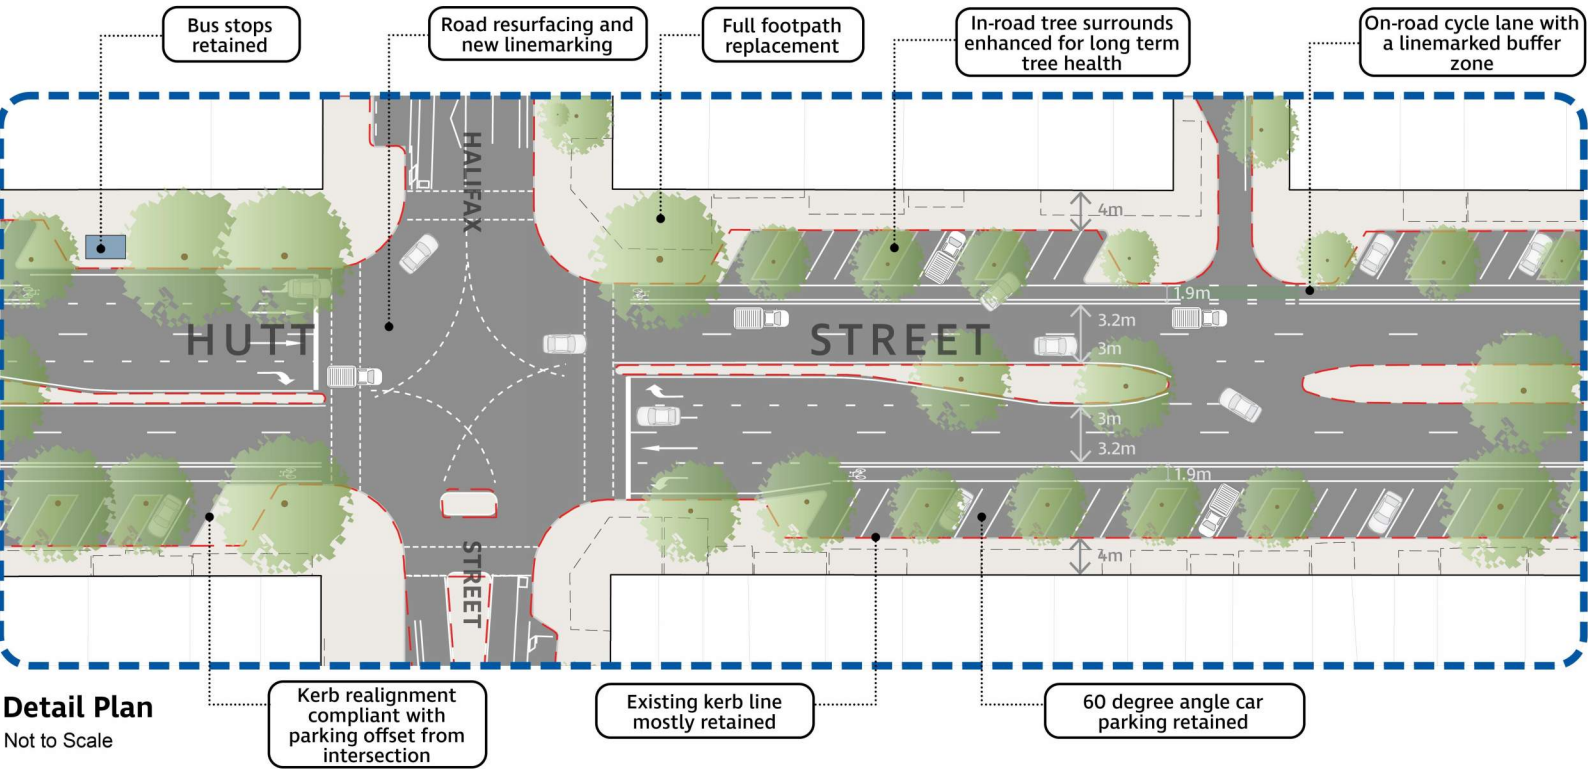 Bus stops
retained
Road resurfacing and
new linemarking
Full footpath
replacement
In-road tree surrounds
enhanced for long term
tree health
On-road cycle lane with
a linemarked buffer
zone
HALIFAX
4m
1.9m
HUTT
STREET
3.2m
3m
3m
3.2m
1.9m
STREET
4m
Detail Plan
Not to Scale
Kerb realignment
compliant with
parking offset from
intersection
Existing kerb line
mostly retained
60 degree angle car
parking retained